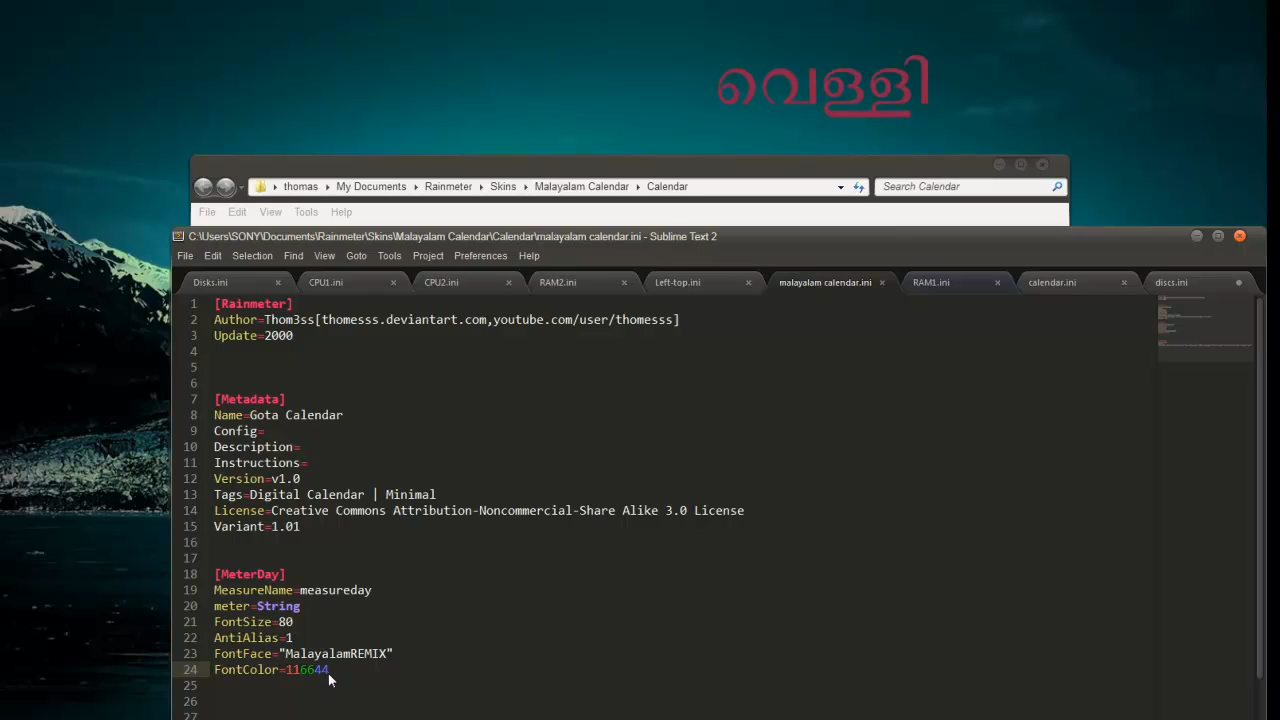 വെള്ളി
thomas My Documents Rainmeter Skins Malayalam Calendar Calendar Search Calendar
File Edit View Tools Help
C:\Users\SONY\Documents\Rainmeter\Skins\Malayalam Calendar\Calendar\malayalam calendar.ini - Sublime Text 2
File Edit Selection Find View Goto Tools Project Preferences Help
Disks.ini CPU1.ini CPU2.ini RAM2.ini Left-top.ini malayalam calendar.ini RAM1.ini calendar.ini discs.ini
1 [Rainmeter]
2 Author=Thom3ss[thomesss.deviantart.com,youtube.com/user/thomesss]
3 Update=2000
4
5
6
7 [Metadata]
8 Name=Gota Calendar
9 Config=
10 Description=
11 Instructions=
12 Version=v1.0
13 Tags=Digital Calendar | Minimal
14 License=Creative Commons Attribution-Noncommercial-Share Alike 3.0 License
15 Variant=1.01
16
17
18 [MeterDay]
19 MeasureName=measureday
20 meter=String
21 FontSize=80
22 AntiAlias=1
23 FontFace="MalayalamREMIX"
24 FontColor=116644
25
26
27